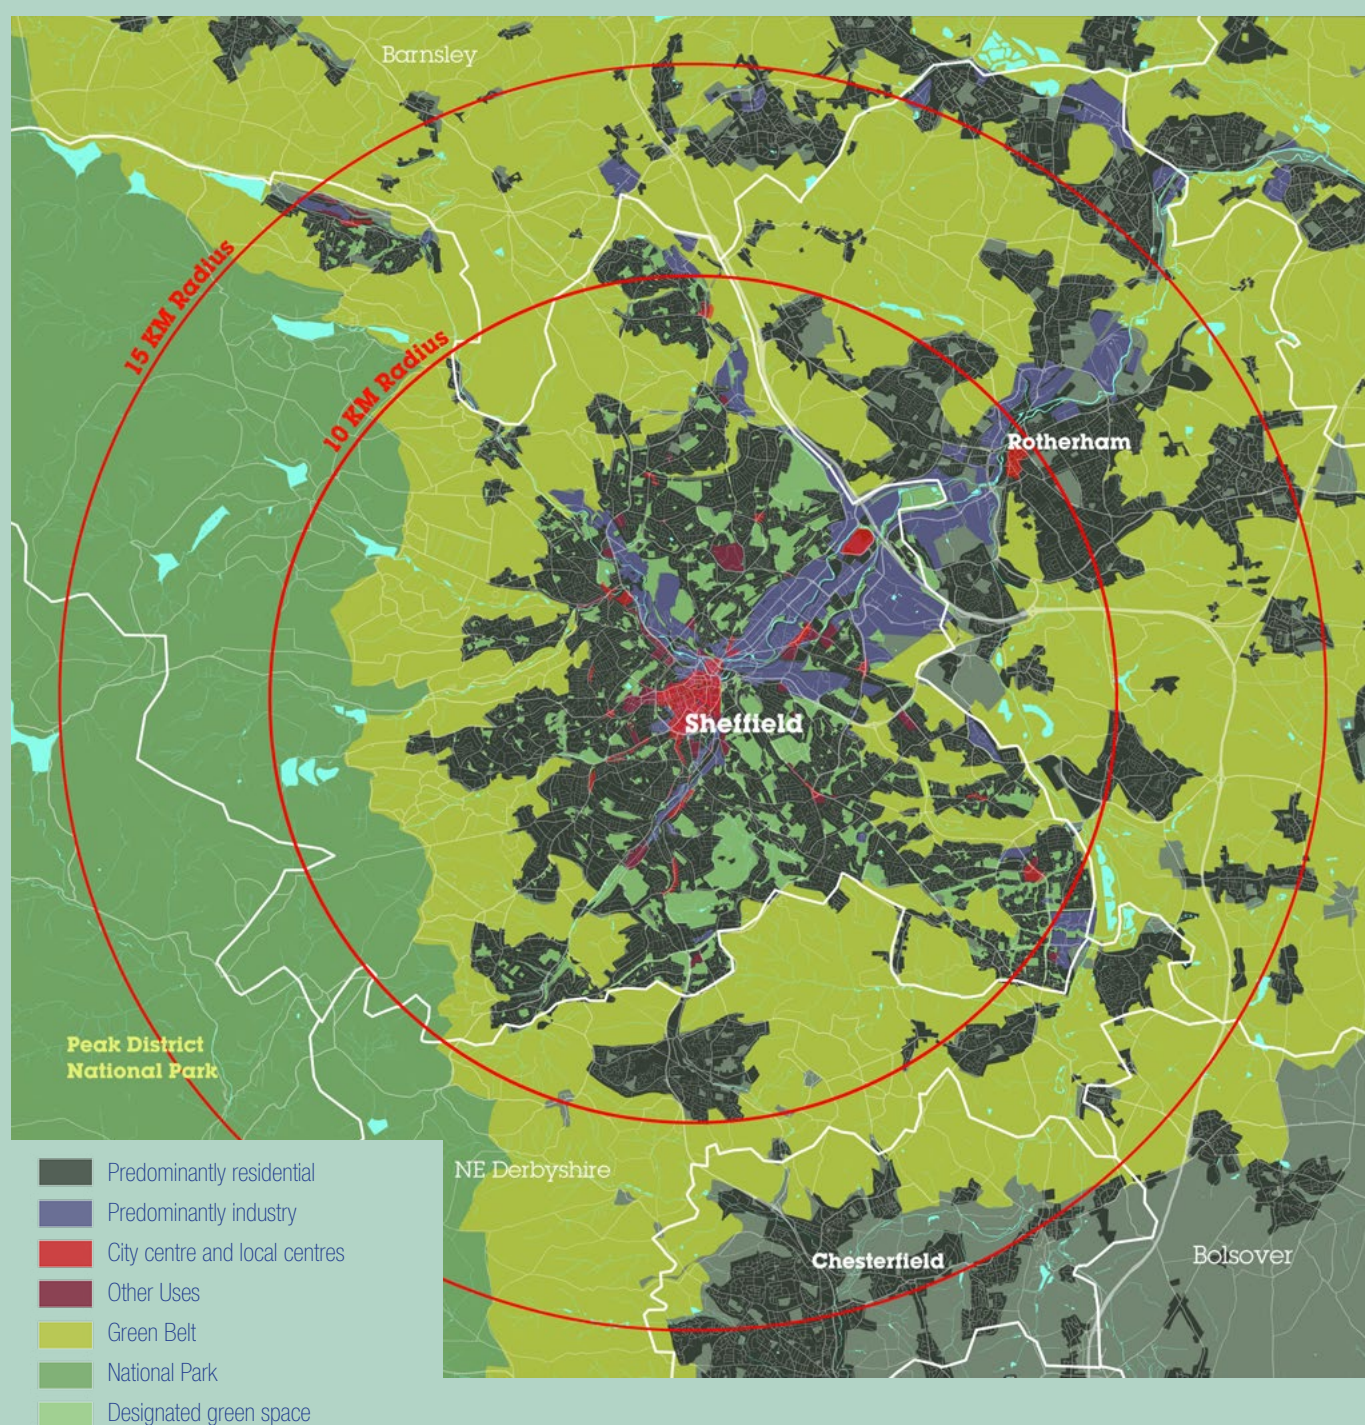 Barnsley
15 KM Radius
10 KM Radius
Rotherham
Sheffield
Peak District
National Park
NE Derbyshire
Chesterfield
Bolsover
Predominantly residential
Predominantly industry
City centre and local centres
Other Uses
Green Belt
National Park
Designated green space